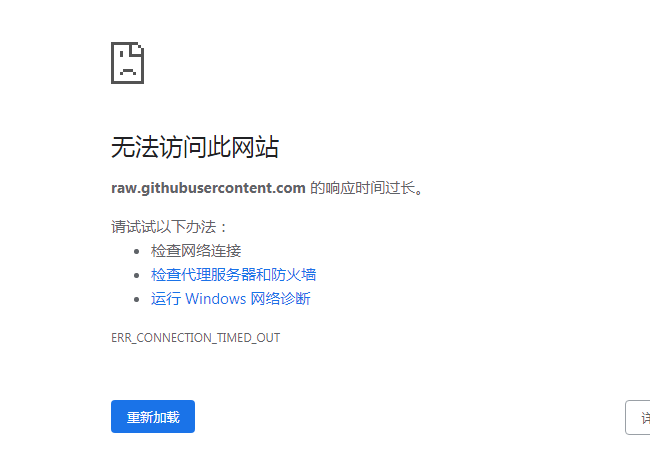 无法访问此网站
raw.githubusercontent.com 的响应时间过长。
请试试以下办法：
检查网络连接
检查代理服务器和防火墙
运行 Windows 网络诊断
ERR_CONNECTION_TIMED_OUT
重新加载